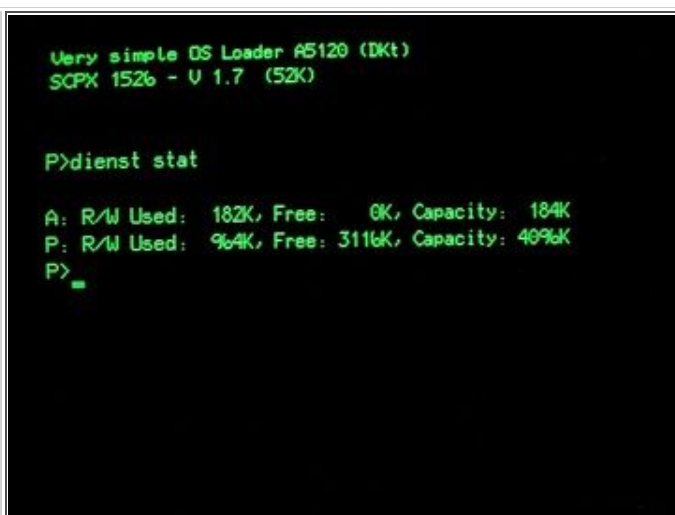 Very simple OS Loader A5120 (DKt)
SCPX 1526 - V 1.7 (52K)
P>dienst stat
A: R/W Used: 182K, Free: 0K, Capacity: 184K
P: R/W Used: 964K, Free: 3116K, Capacity: 4096K
P>_